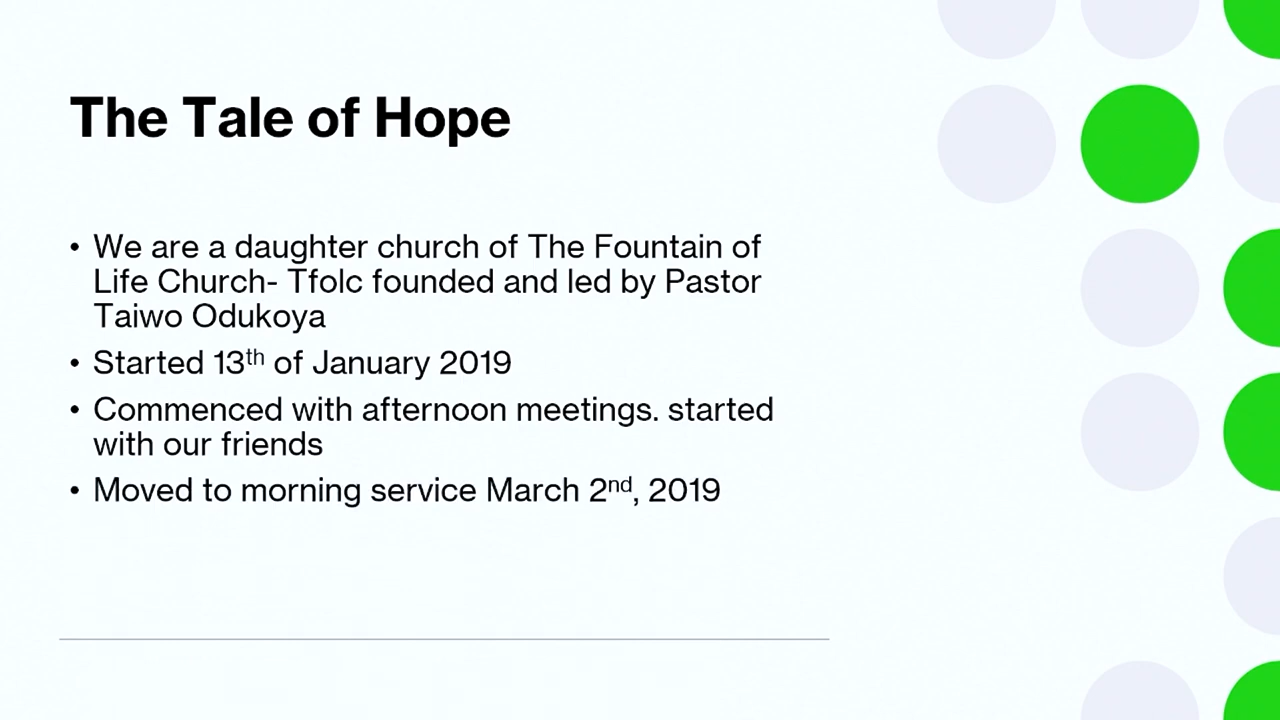 The Tale of Hope
• We are a daughter church of The Fountain of
Life Church- Tfolc founded and led by Pastor
Taiwo Odukoya
• Started 13th of January 2019
• Commenced with afternoon meetings. started
with our friends
• Moved to morning service March 2nd, 2019